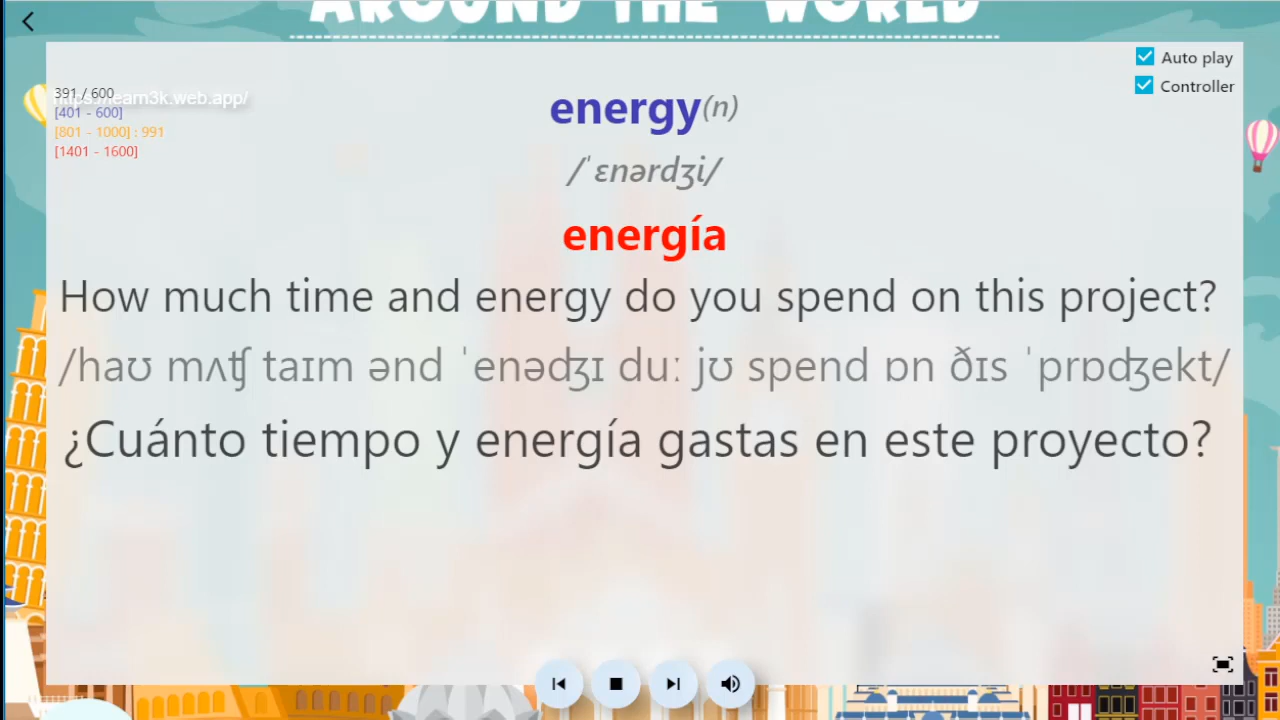 AROUND THE WORLD
Auto play
Controller
391 / 600
https://learn3k.web.app/
[401 - 600]
[801 - 1000] : 991
[1401 - 1600]
energy(n)
/ˈɛnərdʒi/
energía
How much time and energy do you spend on this project?
/haʊ mʌʧ taɪm ənd ˈenəʤɪ duː jʊ spend ɒn ðɪs ˈprɒʤekt/
¿Cuánto tiempo y energía gastas en este proyecto?